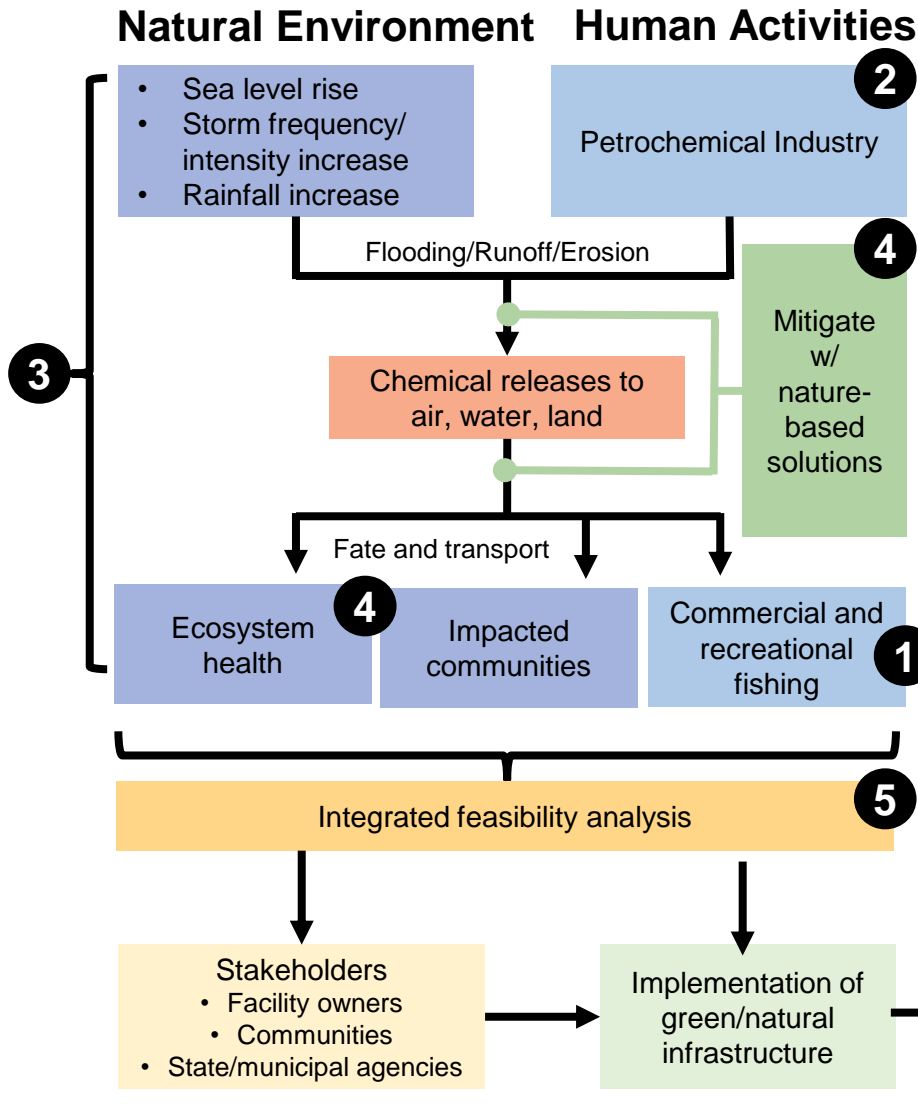 Natural Environment
Human Activities
• Sea level rise
• Storm frequency/
intensity increase
• Rainfall increase
2
Petrochemical Industry
Flooding/Runoff/Erosion
4
Mitigate
w/
nature-
based
solutions
3
Chemical releases to
air, water, land
Fate and transport
4
Ecosystem
health
Impacted
communities
Commercial and
recreational
fishing
1
5
Integrated feasibility analysis
Stakeholders
• Facility owners
• Communities
• State/municipal agencies
Implementation of
green/natural
infrastructure